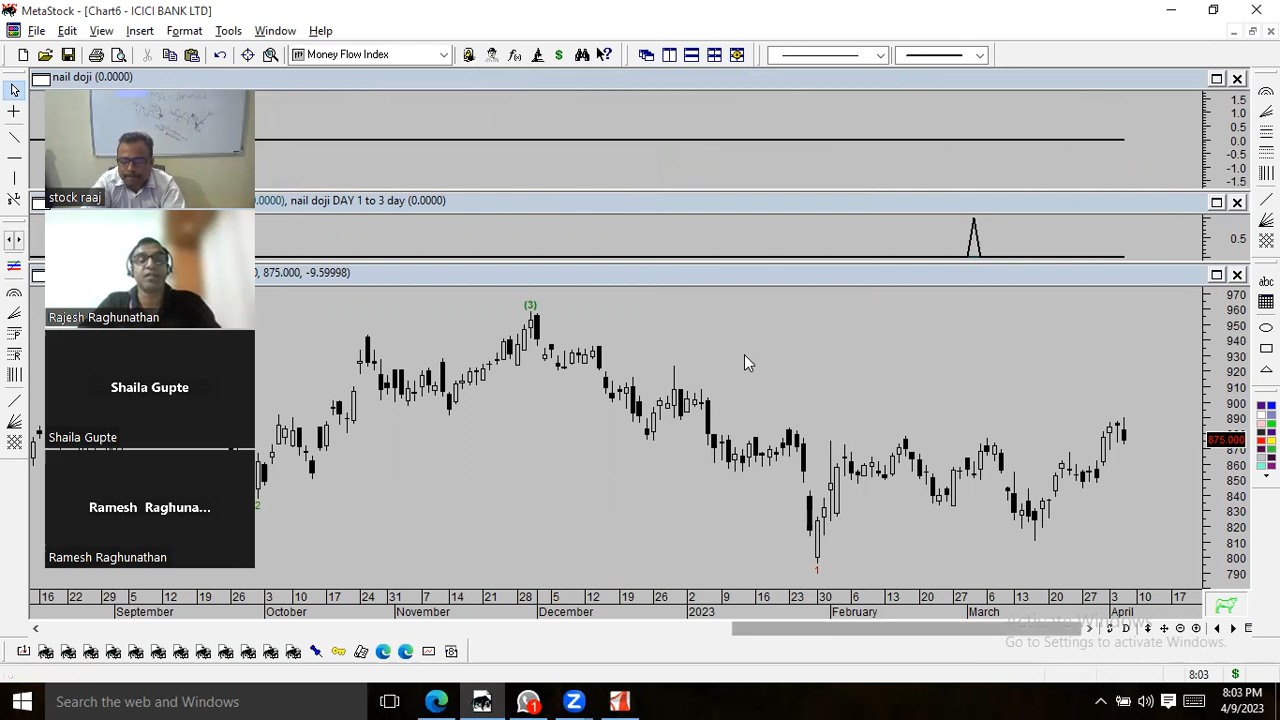 MetaStock - [Chart6 - ICICI BANK LTD]
File Edit View Insert Format Tools Window Help
Money Flow Index
nail doji (0.0000)
1.5
1.0
0.5
0.0
-0.5
-1.0
-1.5
stock raaj
0.0000), nail doji DAY 1 to 3 day (0.0000)
0.5
, 875.000, -9.59998)
Rajesh Raghunathan
(3)
970
960
950
940
930
920
910
900
890
875.000
870
860
850
840
830
820
810
800
790
Shaila Gupte
Shaila Gupte
Ramesh Raghuna...
Ramesh Raghunathan
2
1
16 22 29 5 12 19 26 3 10 17 24 31 7 14 21 28 5 12 19 26 2 9 16 23 30 6 13 20 27 6 13 20 27 3 10 17
September October November December 2023 February March April
Activate Windows
Go to Settings to activate Windows.
D
abc
8:03
Search the web and Windows
1
8:03 PM
4/9/2023